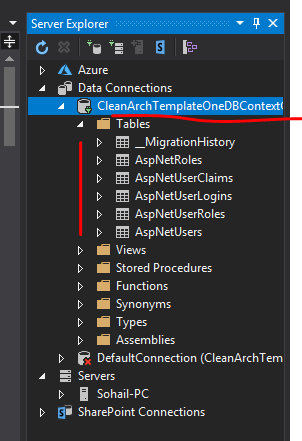 Server Explorer
Azure
Data Connections
CleanArchTemplateOneDBContext
Tables
__MigrationHistory
AspNetRoles
AspNetUserClaims
AspNetUserLogins
AspNetUserRoles
AspNetUsers
Views
Stored Procedures
Functions
Synonyms
Types
Assemblies
DefaultConnection (CleanArchTem
Servers
Sohail-PC
SharePoint Connections